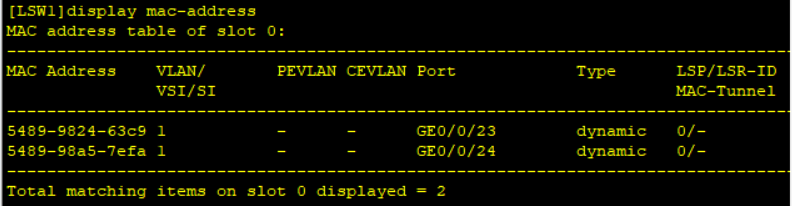 [LSW1]display mac-address
MAC address table of slot 0:
-------------------------------------------------------------------------------
MAC Address    VLAN/       PEVLAN CEVLAN Port            Type      LSP/LSR-ID
               VSI/SI                                              MAC-Tunnel
-------------------------------------------------------------------------------
5489-9824-63c9 1           -      -      GE0/0/23        dynamic   0/-
5489-98a5-7efa 1           -      -      GE0/0/24        dynamic   0/-
-------------------------------------------------------------------------------
Total matching items on slot 0 displayed = 2